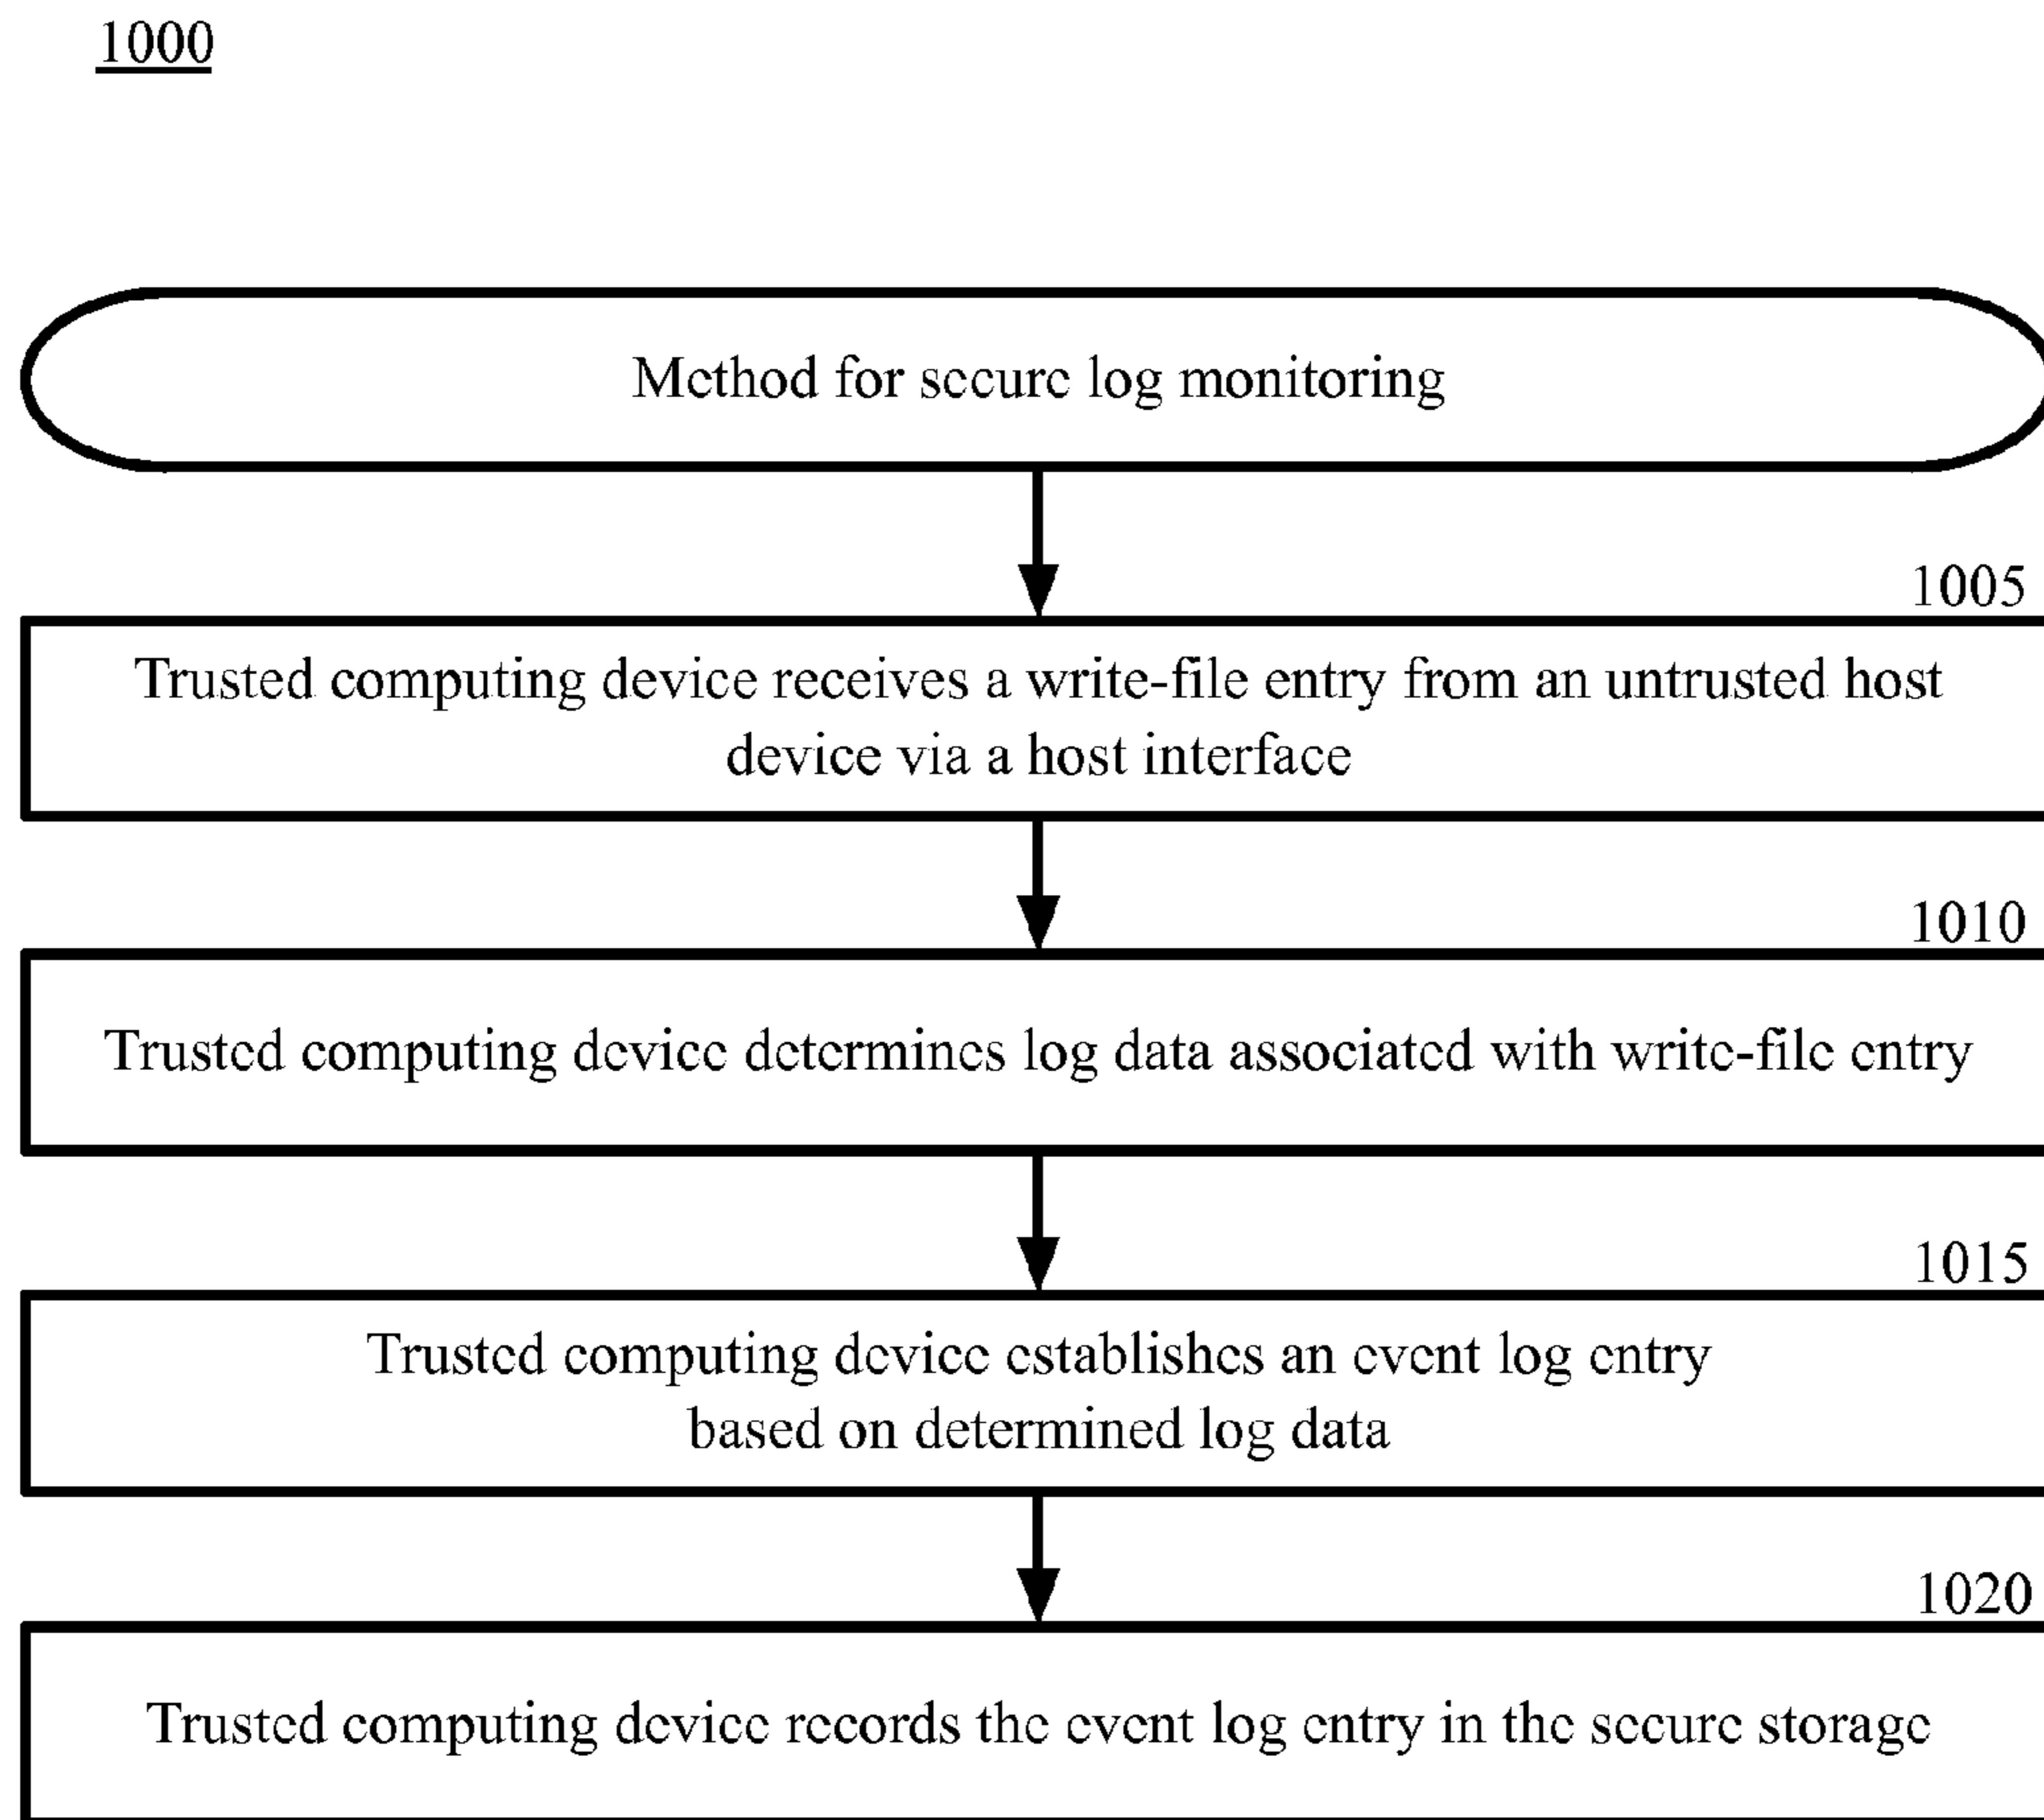 1000
Method for secure log monitoring
1005
Trusted computing device receives a write-file entry from an untrusted host
device via a host interface
1010
Trusted computing device determines log data associated with write-file entry
1015
Trusted computing device establishes an event log entry
based on determined log data
1020
Trusted computing device records the event log entry in the secure storage